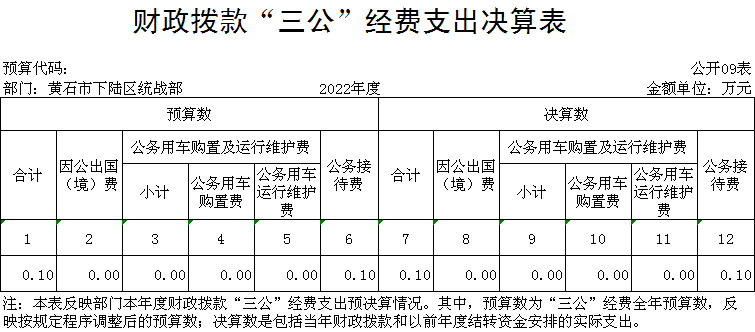 财政拨款“三公”经费支出决算表
预算代码： 公开09表
部门：黄石市下陆区统战部 2022年度 金额单位：万元
预算数 决算数
合计 因公出国（境）费 公务用车购置及运行维护费 公务接待费 合计 因公出国（境）费 公务用车购置及运行维护费 公务接待费
小计 公务用车购置费 公务用车运行维护费 小计 公务用车购置费 公务用车运行维护费
1 2 3 4 5 6 7 8 9 10 11 12
0.10 0.00 0.00 0.00 0.00 0.10 0.10 0.00 0.00 0.00 0.00 0.10
注：本表反映部门本年度财政拨款“三公”经费支出预决算情况。其中，预算数为“三公”经费全年预算数，反
映按规定程序调整后的预算数；决算数是包括当年财政拨款和以前年度结转资金安排的实际支出。